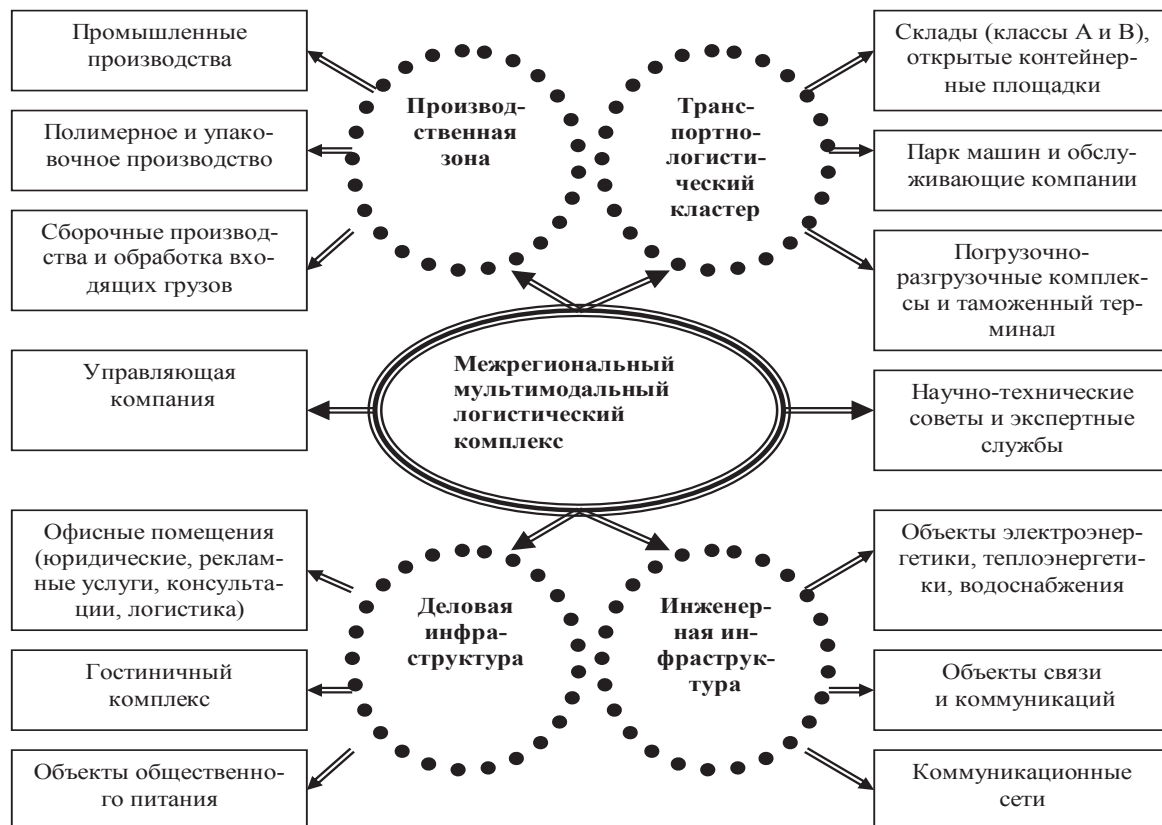 Промышленные
производства
Полимерное и упако-
вочное производство
Сборочные производ-
ства и обработка вхо-
дящих грузов
Производ-
ственная
зона
Тран-
спортно-
логисти-
ческий
кластер
Склады (классы А и В),
открытые контейнер-
ные площадки
Парк машин и обслу-
живающие компании
Погрузочно-
разгрузочные комплек-
сы и таможенный тер-
минал
Управляющая
компания
Межрегиональный
мультимодальный
логистический
комплекс
Научно-технические
советы и экспертные
службы
Офисные помещения
(юридические, реклам-
ные услуги, консульта-
ции, логистика)
Гостиничный
комплекс
Объекты общественно-
го питания
Деловая
инфра-
структура
Инженер-
ная ин-
фраструк-
тура
Объекты электроэнер-
гетики, теплоэнергети-
ки, водоснабжения
Объекты связи
и коммуникаций
Коммуникационные
сети